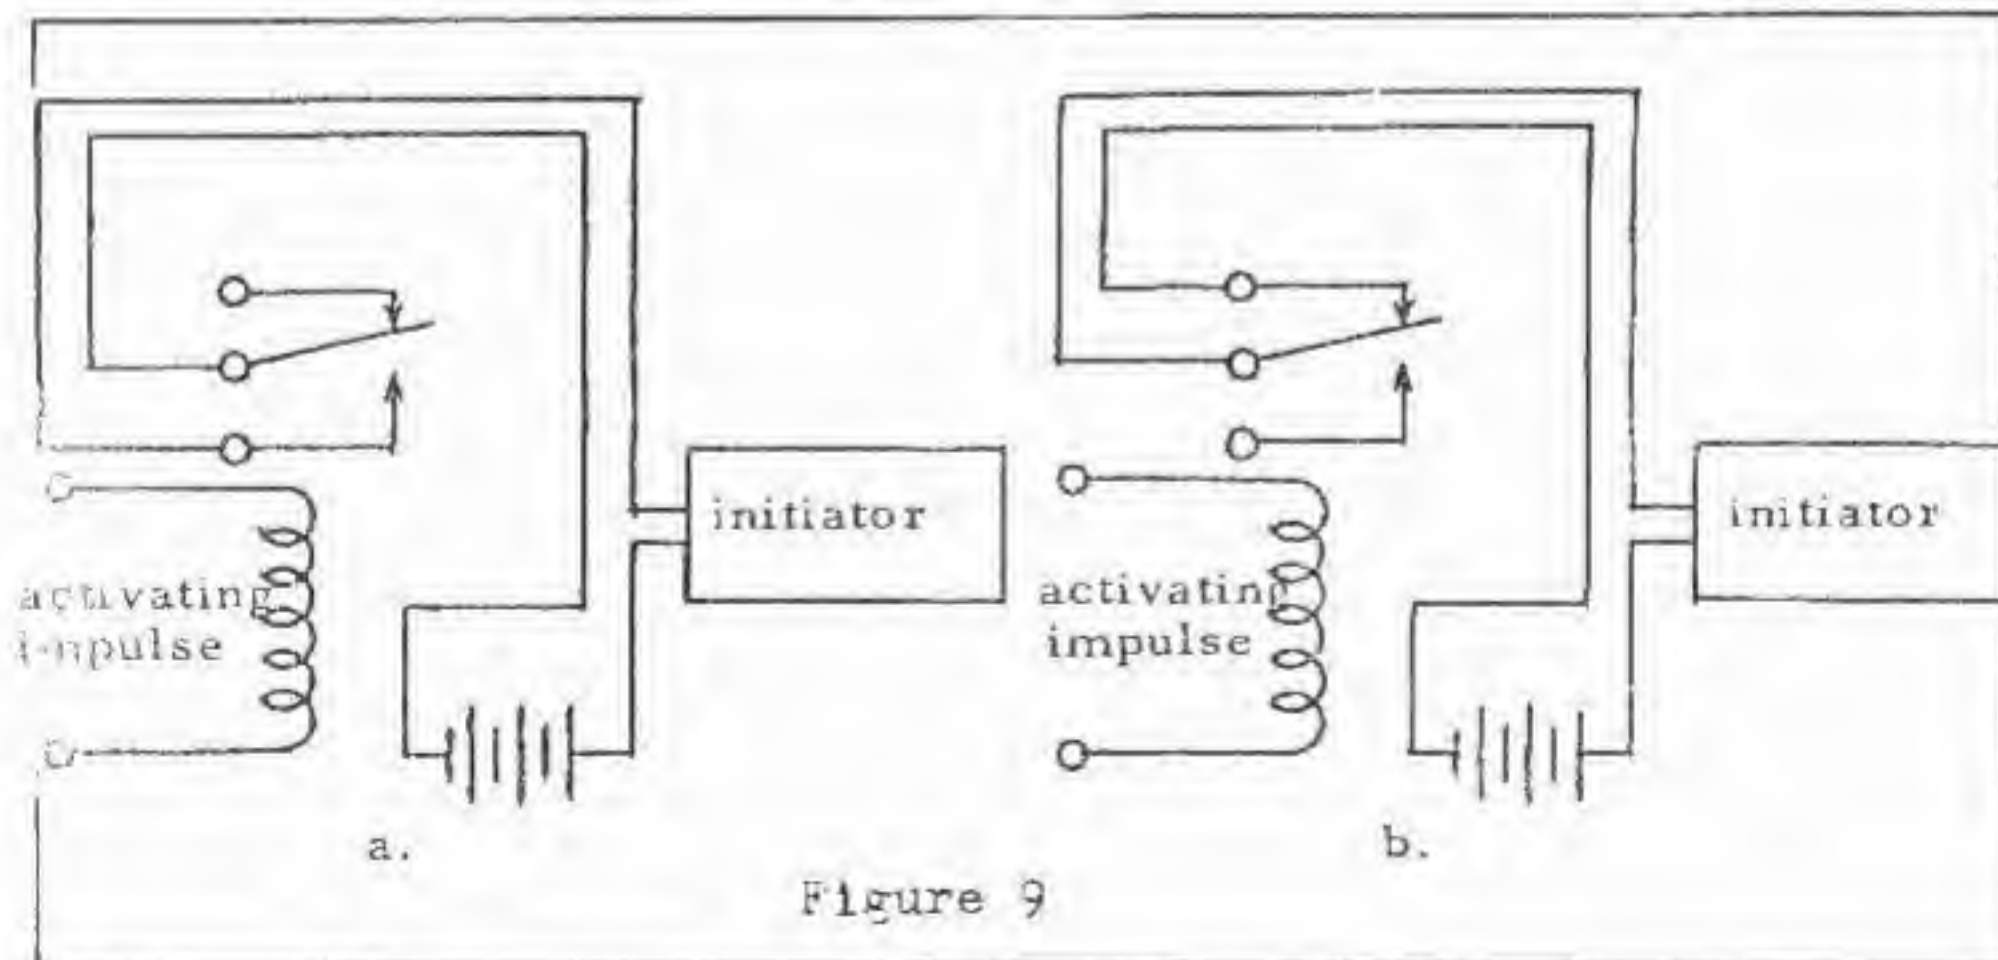 initiator
activating
impulse
a.
initiator
activating
impulse
b.
Figure 9